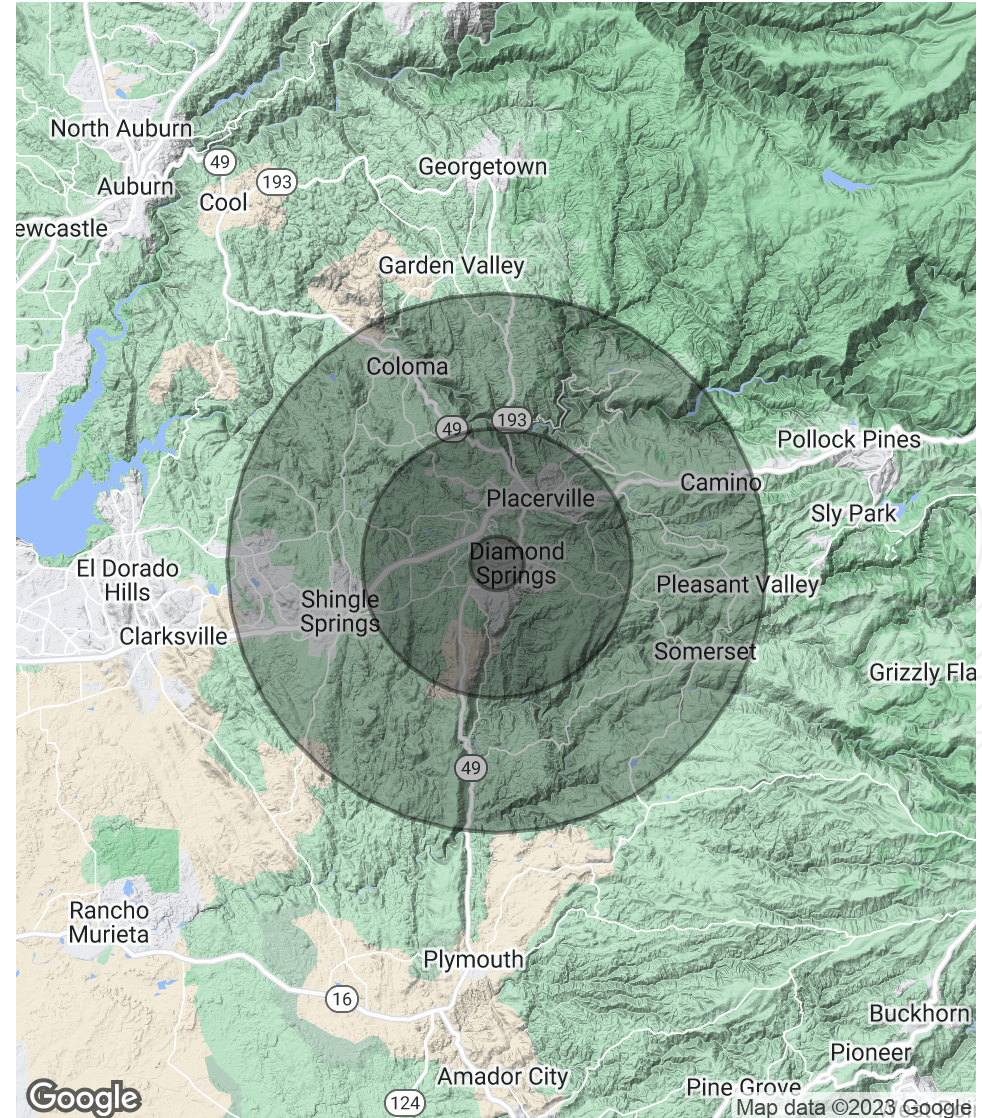 North Auburn
49
Georgetown
193
Auburn
Cool
ewcastle
Garden Valley
Coloma
193
49
Pollock Pines
Camino
Placerville
Sly Park
Diamond
Springs
El Dorado
Hills
Pleasant Valley
Shingle
Springs
Clarksville
Somerset
Grizzly Fla
49
Rancho
Murieta
Plymouth
16
Buckhorn
Pioneer
Amador City
Pine Grove
Google
124
Map data ©2023 Google